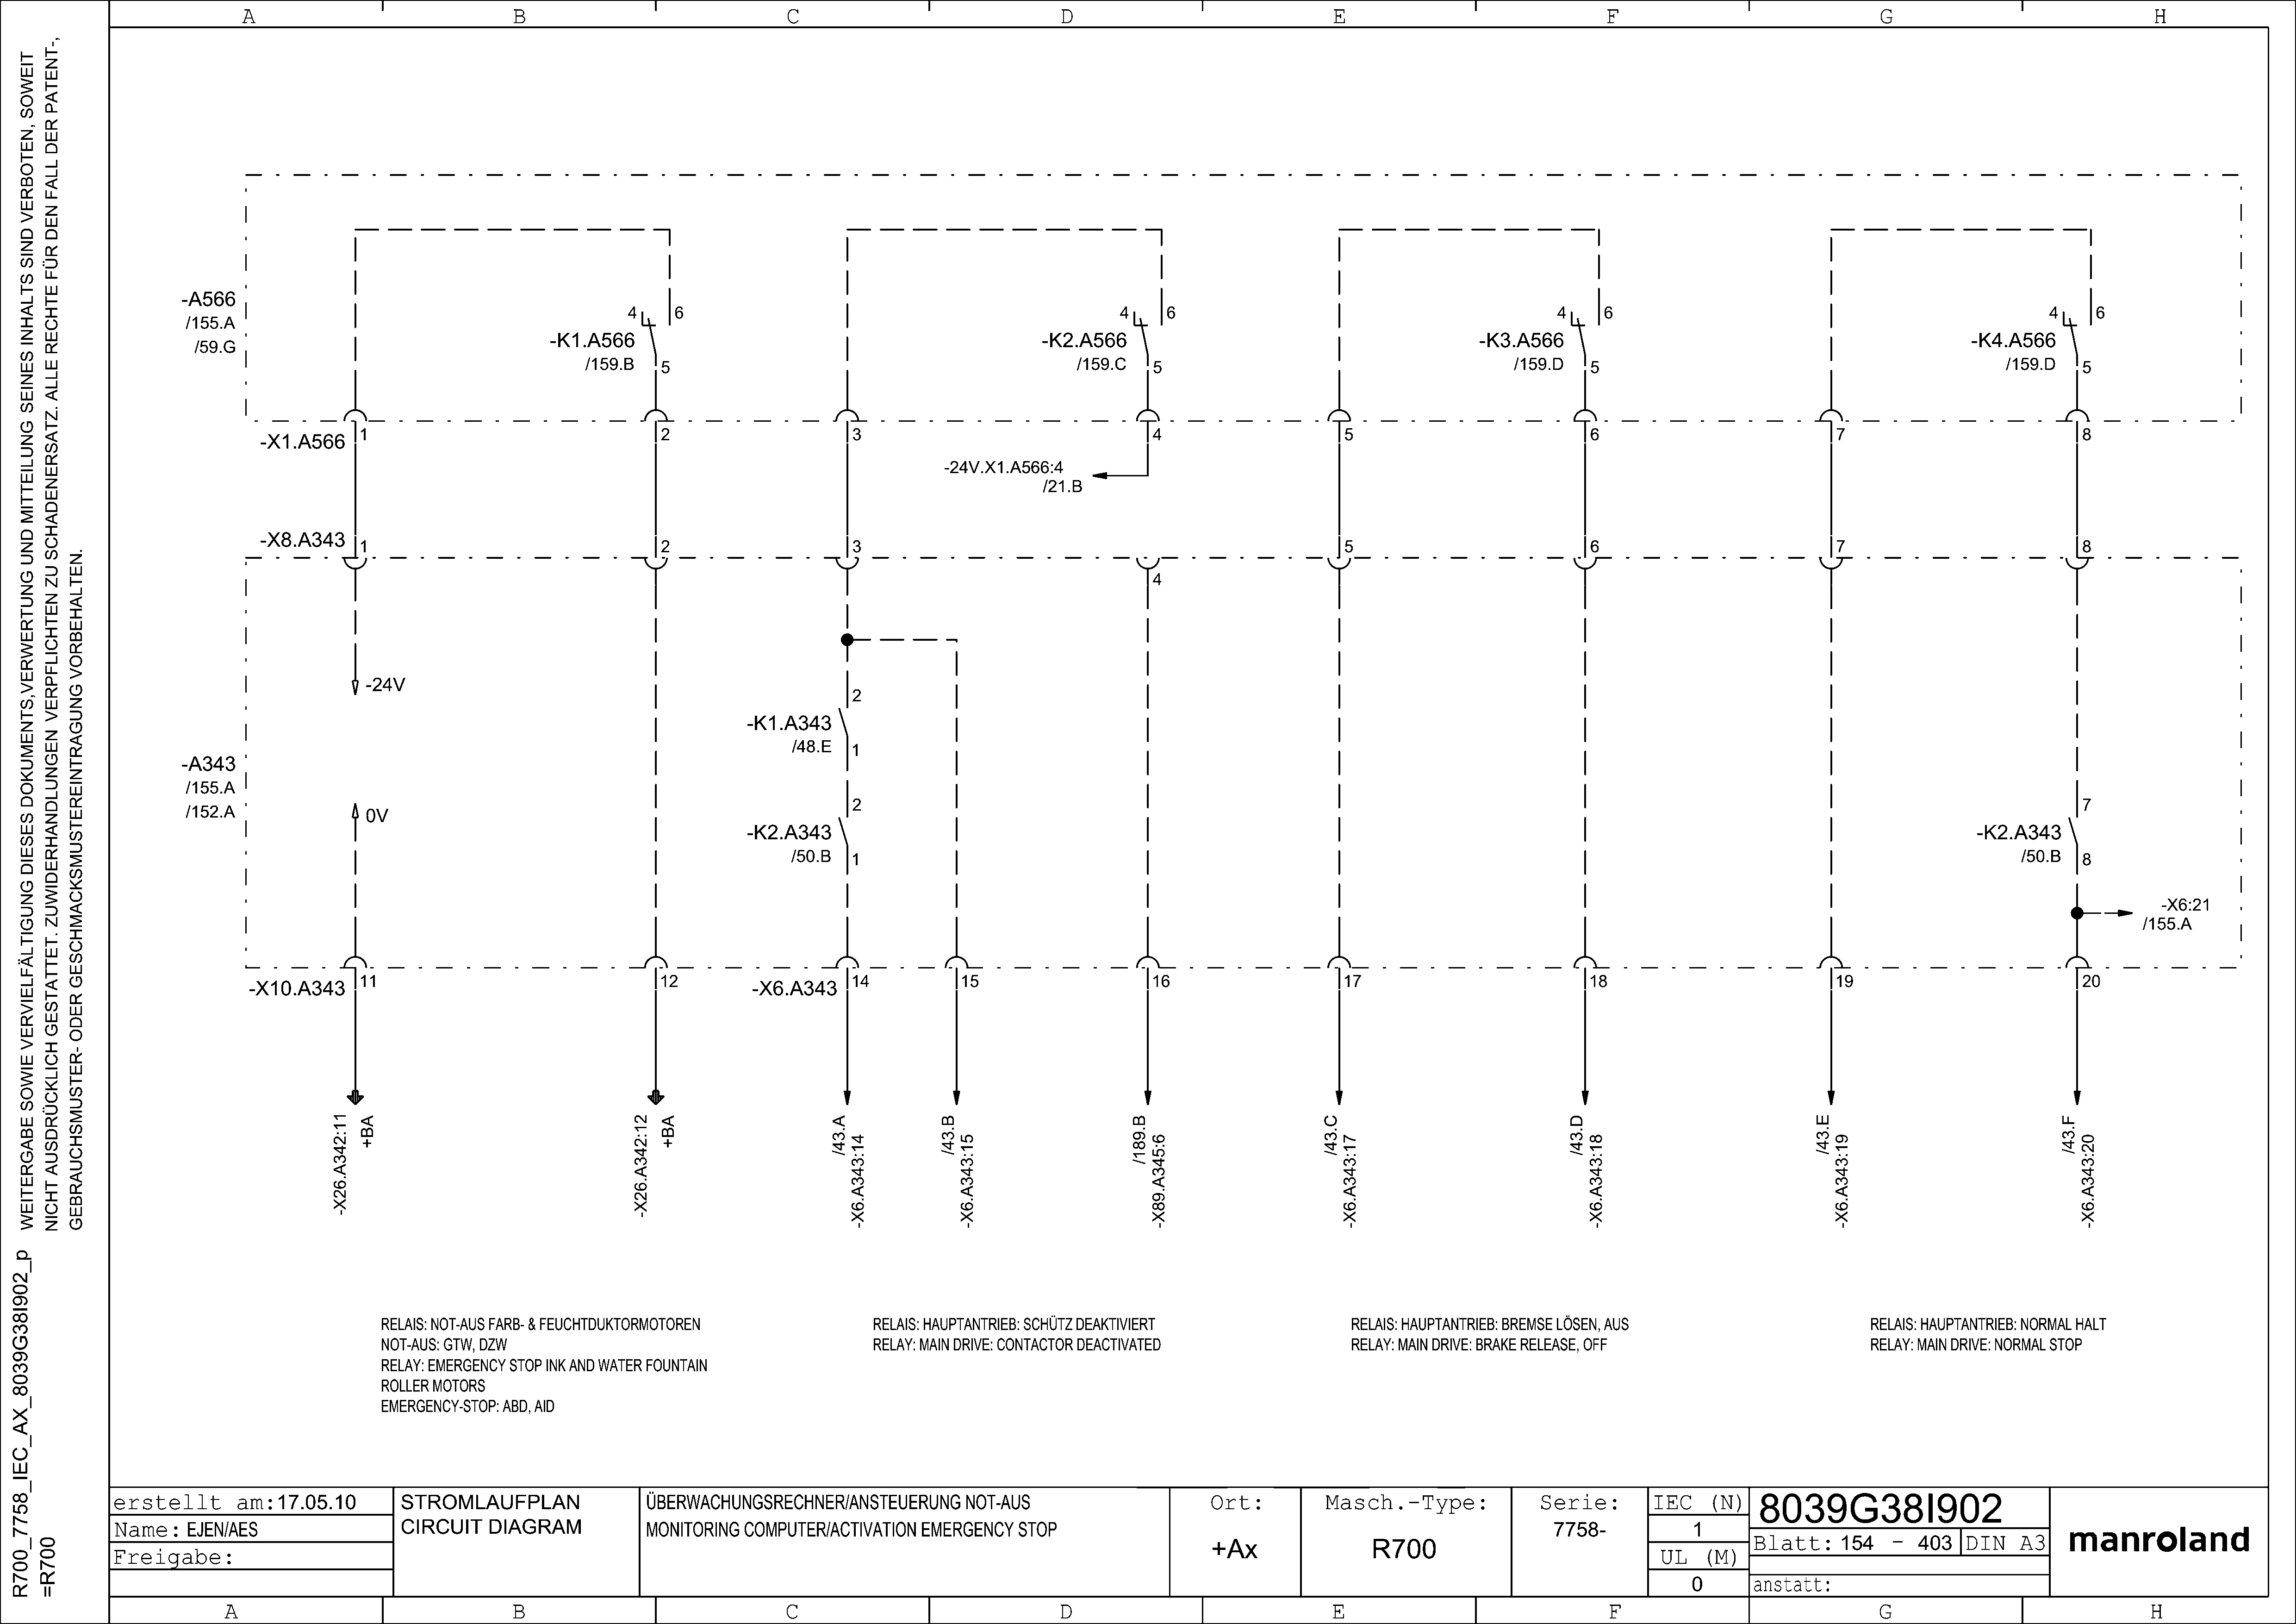 A B C D E F G H
WEITERGABE SOWIE VERVIELFÄLTIGUNG DIESES DOKUMENTS,VERWERTUNG UND MITTEILUNG SEINES INHALTS SIND VERBOTEN, SOWEIT
NICHT AUSDRÜCKLICH GESTATTET. ZUWIDERHANDLUNGEN VERPFLICHTEN ZU SCHADENERSATZ. ALLE RECHTE FÜR DEN FALL DER PATENT-,
GEBRAUCHSMUSTER- ODER GESCHMACKSMUSTEREINTRAGUNG VORBEHALTEN.
R700_7758_IEC_AX_8039G38I902_p
=R700
-A566
/155.A
/59.G
4 6
-K1.A566
/159.B 5
4 6
-K2.A566
/159.C 5
4 6
-K3.A566
/159.D 5
4 6
-K4.A566
/159.D 5
-X1.A566 1 2 3 4 5 6 7 8
-24V.X1.A566:4
/21.B
-X8.A343 1 2 3 4 5 6 7 8
-24V
0V
-A343
/155.A
/152.A
2
-K1.A343
/48.E 1
2
-K2.A343
/50.B 1
7
-K2.A343
/50.B 8
-X6:21
/155.A
-X10.A343 11 12 -X6.A343 14 15 16 17 18 19 20
-X26.A342:11
+BA
-X26.A342:12
+BA
/43.A
-X6.A343:14
/43.B
-X6.A343:15
/189.B
-X89.A345:6
/43.C
-X6.A343:17
/43.D
-X6.A343:18
/43.E
-X6.A343:19
/43.F
-X6.A343:20
RELAIS: NOT-AUS FARB- & FEUCHTDUKTORMOTOREN
NOT-AUS: GTW, DZW
RELAY: EMERGENCY STOP INK AND WATER FOUNTAIN
ROLLER MOTORS
EMERGENCY-STOP: ABD, AID
RELAIS: HAUPTANTRIEB: SCHÜTZ DEAKTIVIERT
RELAY: MAIN DRIVE: CONTACTOR DEACTIVATED
RELAIS: HAUPTANTRIEB: BREMSE LÖSEN, AUS
RELAY: MAIN DRIVE: BRAKE RELEASE, OFF
RELAIS: HAUPTANTRIEB: NORMAL HALT
RELAY: MAIN DRIVE: NORMAL STOP
erstellt am:17.05.10
Name: EJEN/AES
Freigabe:
STROMLAUFPLAN
CIRCUIT DIAGRAM
ÜBERWACHUNGSRECHNER/ANSTEUERUNG NOT-AUS
MONITORING COMPUTER/ACTIVATION EMERGENCY STOP
Ort:
+Ax
Masch.-Type:
R700
Serie:
7758-
IEC (N)
1
UL (M)
0
8039G38I902
Blatt: 154 - 403 DIN A3
anstatt:
manroland
A B C D E F G H